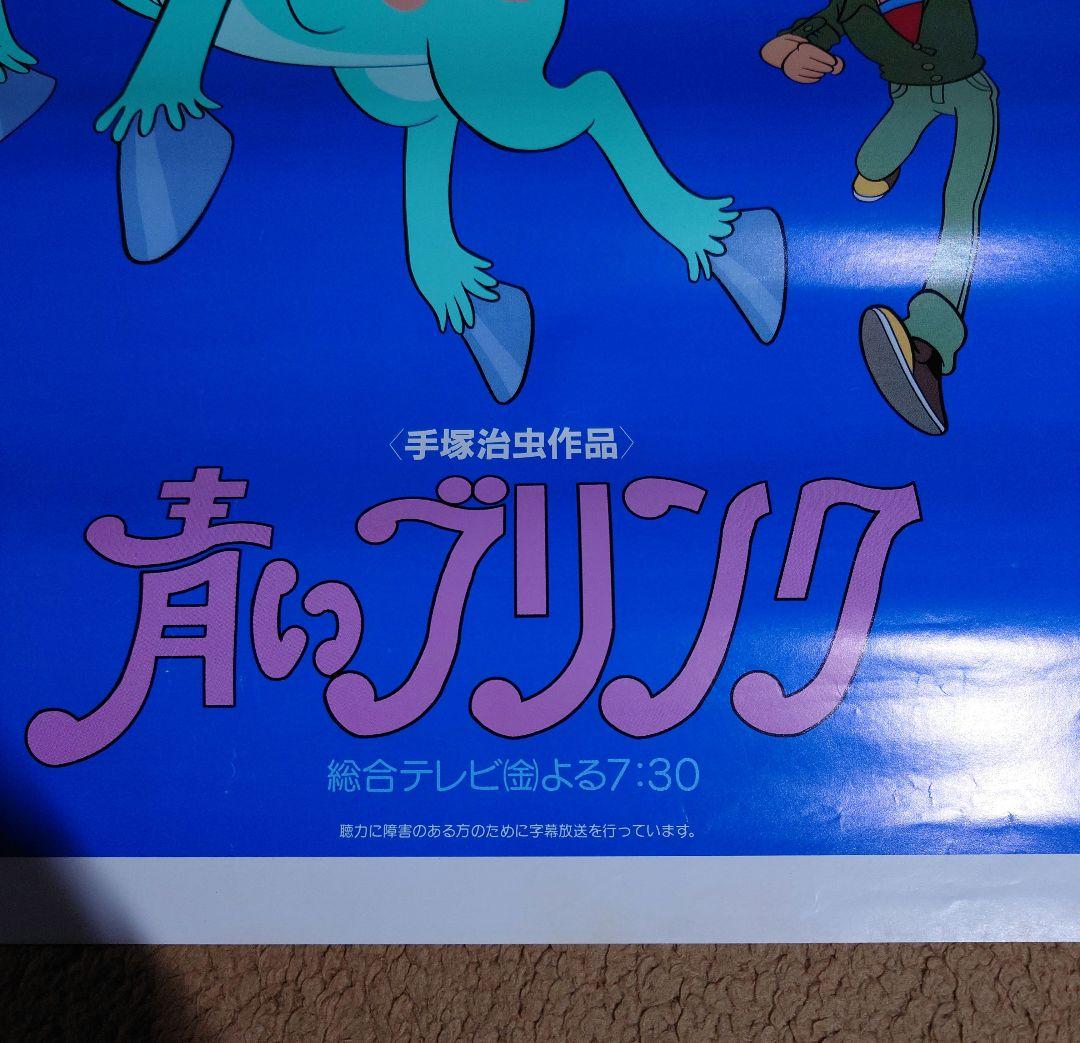 〈手塚治虫作品〉
青いブリンク
総合テレビ㈮よる7:30
聴力に障害のある方のために字幕放送を行っています。